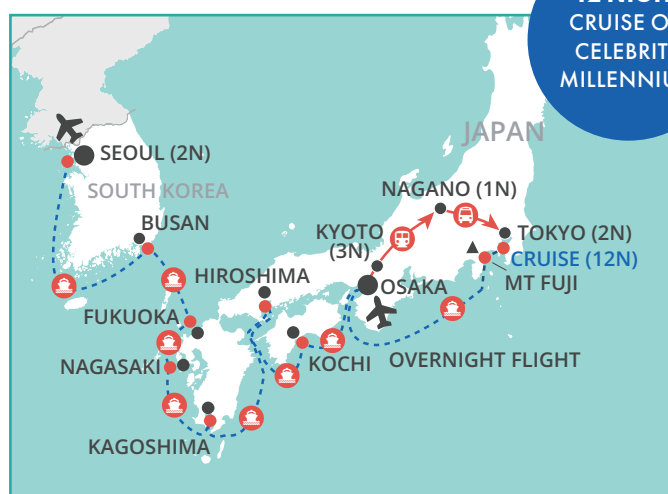 CRUISE O
CELEBRIT
MILLENNIU
JAPAN
SEOUL (2N)
SOUTH KOREA
NAGANO (1N)
BUSAN
KYOTO
(3N)
TOKYO (2N)
CRUISE (12N)
HIROSHIMA
MT FUJI
OSAKA
FUKUOKA
NAGASAKI
KOCHI
OVERNIGHT FLIGHT
KAGOSHIMA